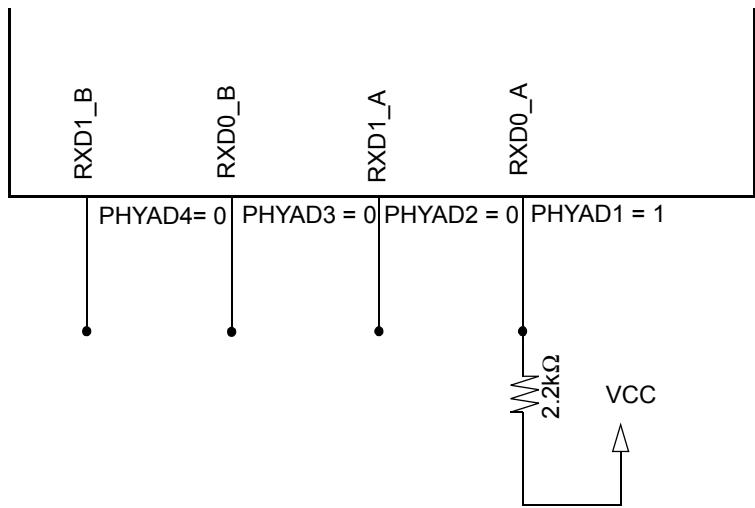 RXD1_B
RXD0_B
RXD1_A
RXD0_A
PHYAD4= 0
PHYAD3 = 0
PHYAD2 = 0
PHYAD1 = 1
2.2kΩ
VCC